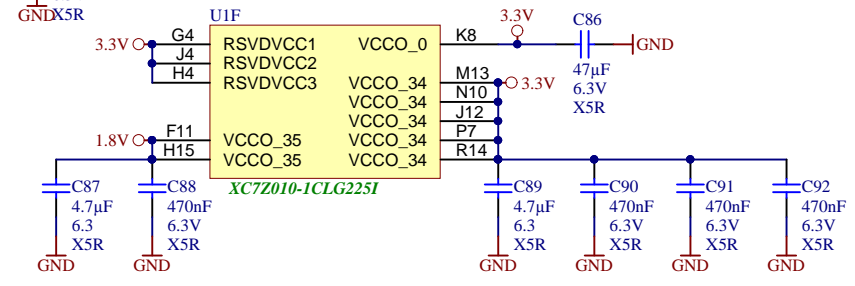 GND
X5R
U1F
3.3V
G4
RSVDVCC1
J4
RSVDVCC2
H4
RSVDVCC3
1.8V
F11
VCCO_35
H15
VCCO_35
VCCO_0
K8
3.3V
C86
47µF
6.3V
X5R
GND
VCCO_34
M13
3.3V
VCCO_34
N10
VCCO_34
J12
VCCO_34
P7
VCCO_34
R14
XC7Z010-1CLG225I
C87
4.7µF
6.3
X5R
GND
C88
470nF
6.3V
X5R
GND
C89
4.7µF
6.3
X5R
GND
C90
470nF
6.3V
X5R
GND
C91
470nF
6.3V
X5R
GND
C92
470nF
6.3V
X5R
GND